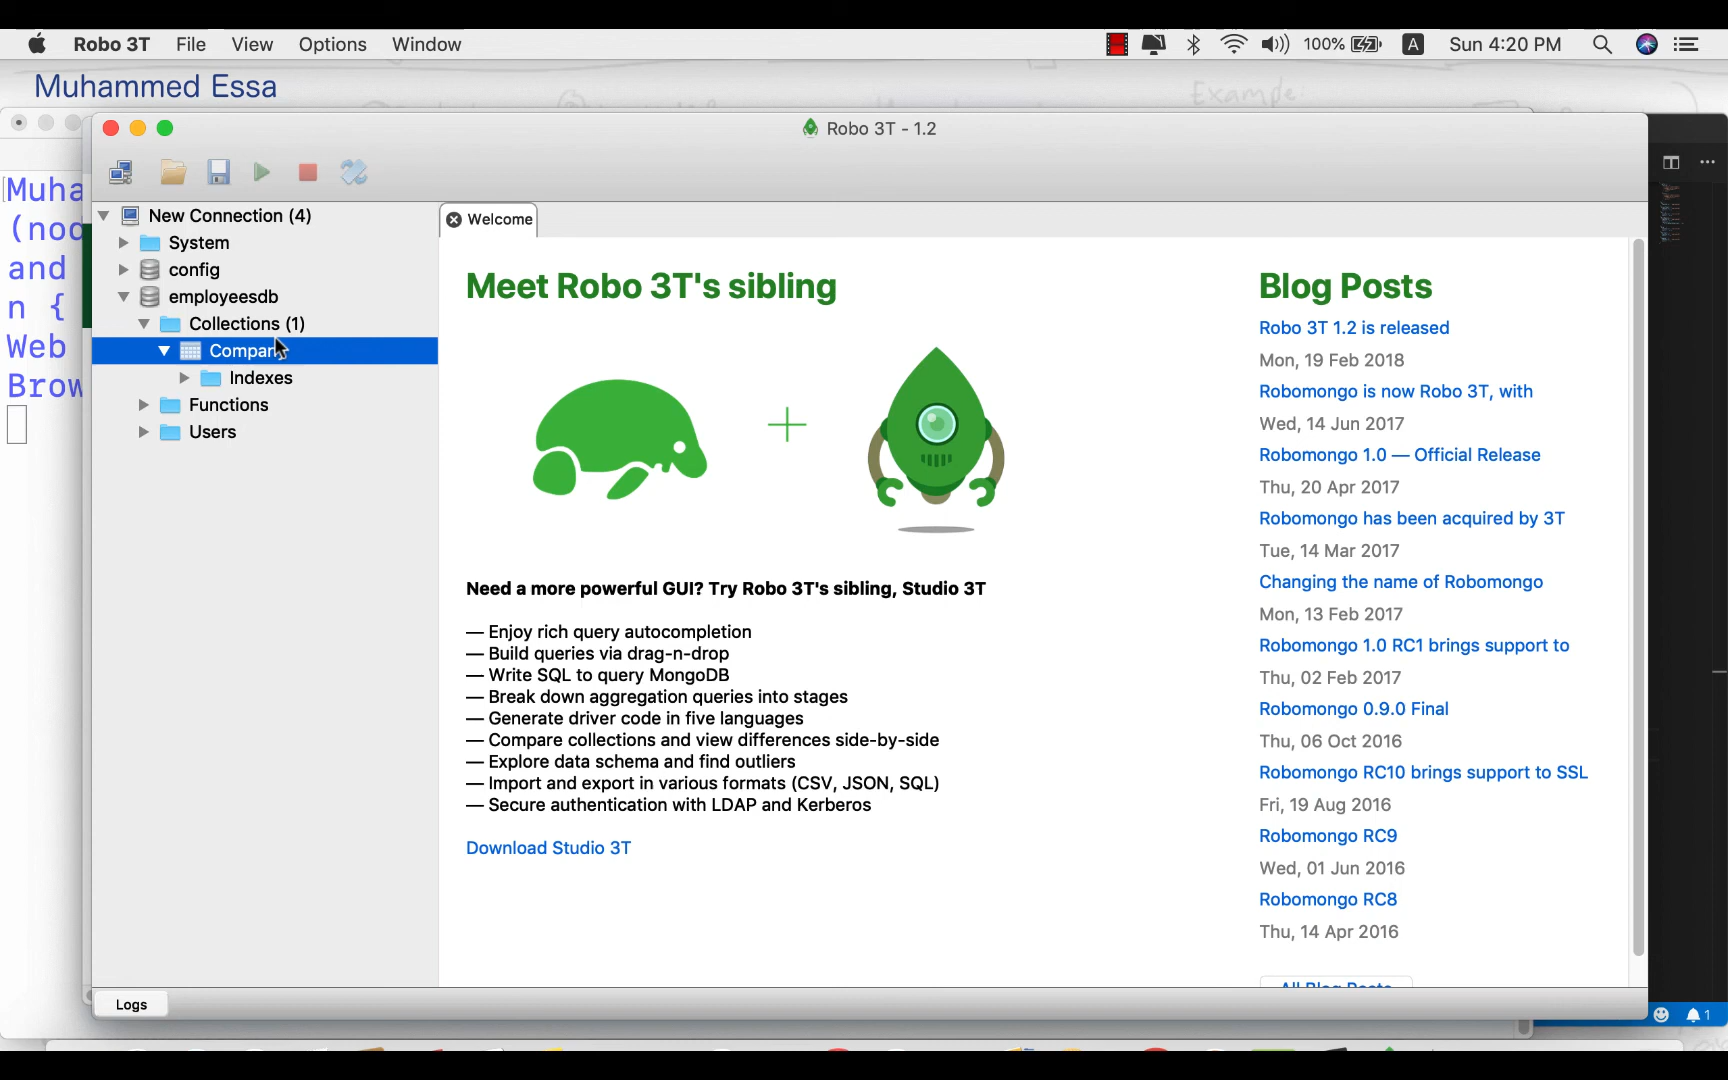 Robo 3T File View Options Window 100% A Sun 4:20 PM
Muhammed Essa
Example:
Robo 3T - 1.2
Muha
(nod
and
n {
Web
Brow
New Connection (4)
System
config
employeesdb
Collections (1)
Indexes
Functions
Users
Welcome
Meet Robo 3T's sibling
Need a more powerful GUI? Try Robo 3T's sibling, Studio 3T
— Enjoy rich query autocompletion
— Build queries via drag-n-drop
— Write SQL to query MongoDB
— Break down aggregation queries into stages
— Generate driver code in five languages
— Compare collections and view differences side-by-side
— Explore data schema and find outliers
— Import and export in various formats (CSV, JSON, SQL)
— Secure authentication with LDAP and Kerberos
Download Studio 3T
Blog Posts
Robo 3T 1.2 is released
Mon, 19 Feb 2018
Robomongo is now Robo 3T, with
Wed, 14 Jun 2017
Robomongo 1.0 — Official Release
Thu, 20 Apr 2017
Robomongo has been acquired by 3T
Tue, 14 Mar 2017
Changing the name of Robomongo
Mon, 13 Feb 2017
Robomongo 1.0 RC1 brings support to
Thu, 02 Feb 2017
Robomongo 0.9.0 Final
Thu, 06 Oct 2016
Robomongo RC10 brings support to SSL
Fri, 19 Aug 2016
Robomongo RC9
Wed, 01 Jun 2016
Robomongo RC8
Thu, 14 Apr 2016
All Blog Posts
Logs
1